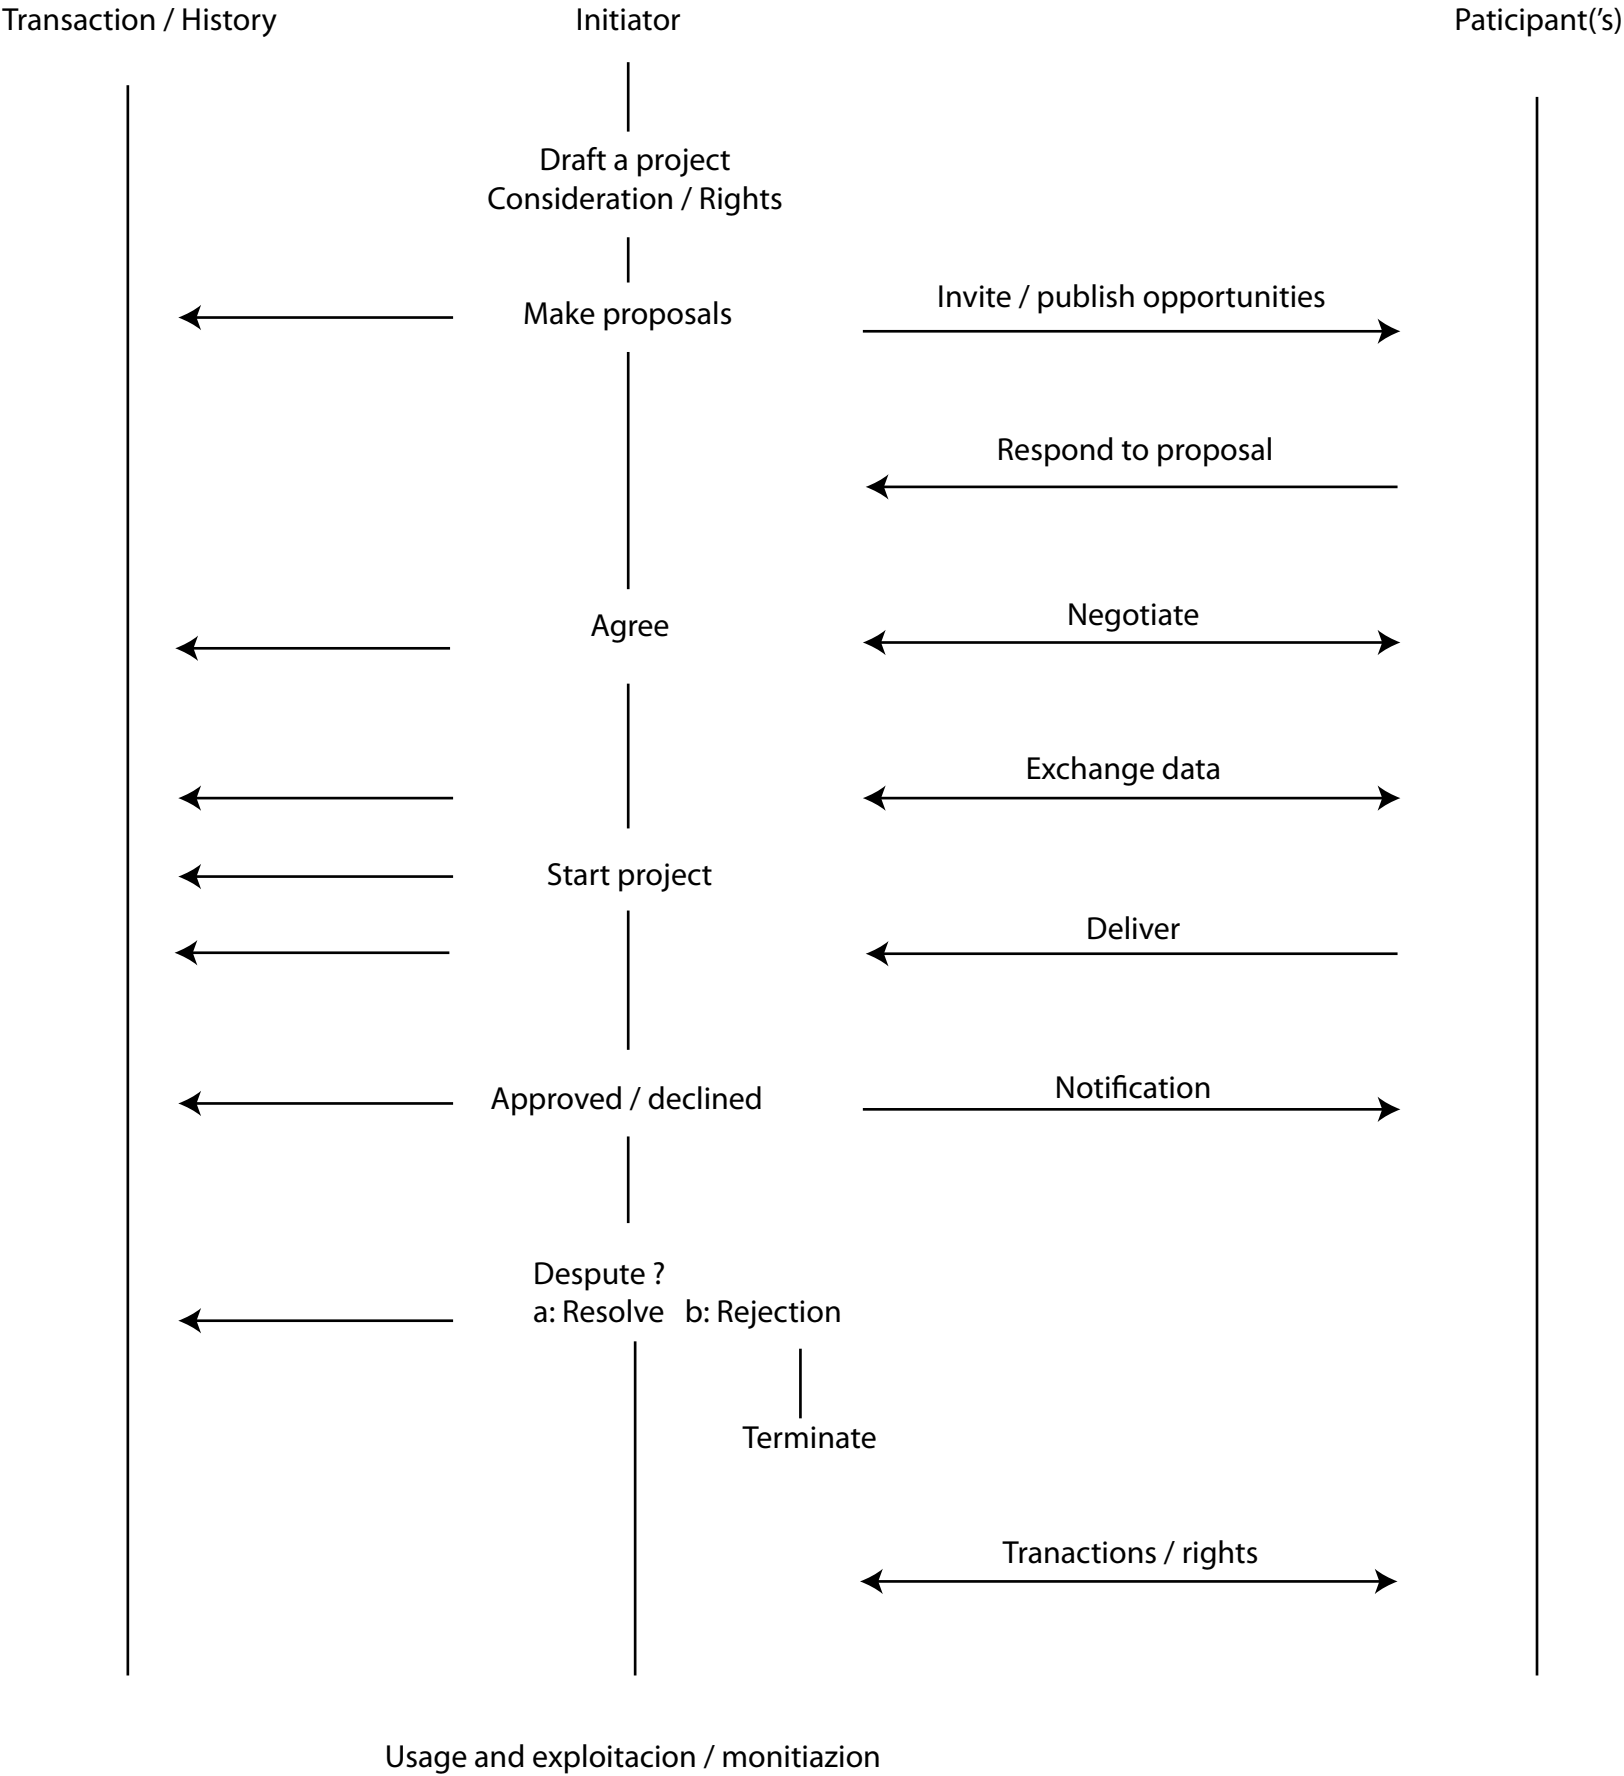 Transaction / History
Initiator
Paticipant('s)
Draft a project
Consideration / Rights
Make proposals
Invite / publish opportunities
Respond to proposal
Agree
Negotiate
Exchange data
Start project
Deliver
Approved / declined
Notification
Despute ?
a: Resolve b: Rejection
Terminate
Tranactions / rights
Usage and exploitacion / monitiazion